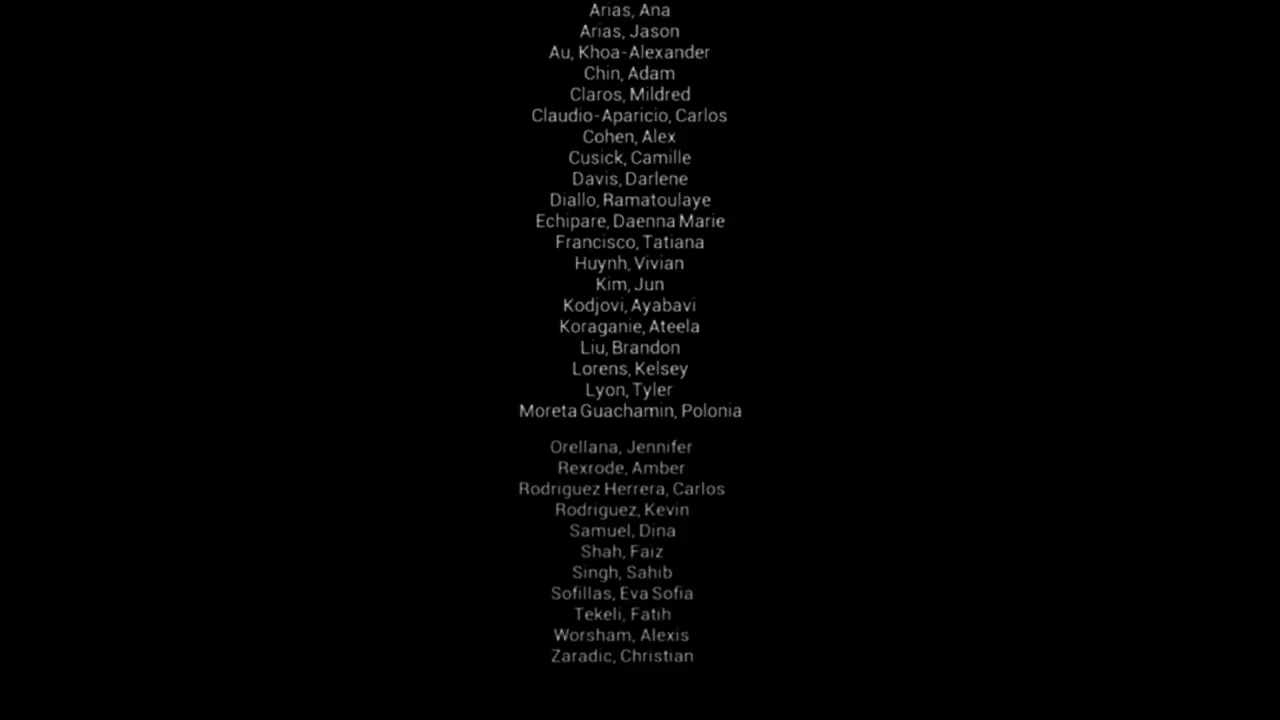 Arias, Ana
Arias, Jason
Au, Khoa-Alexander
Chin, Adam
Claros, Mildred
Claudio-Aparicio, Carlos
Cohen, Alex
Cusick, Camille
Davis, Darlene
Diallo, Ramatoulaye
Echipare, Daenna Marie
Francisco, Tatiana
Huynh, Vivian
Kim, Jun
Kodjovi, Ayabavi
Koraganie, Ateela
Liu, Brandon
Lorens, Kelsey
Lyon, Tyler
Moreta Guachamin, Polonia
Orellana, Jennifer
Rexrode, Amber
Rodriguez Herrera, Carlos
Rodriguez, Kevin
Samuel, Dina
Shah, Faiz
Singh, Sahib
Sofillas, Eva Sofia
Tekeli, Fatih
Worsham, Alexis
Zaradic, Christian